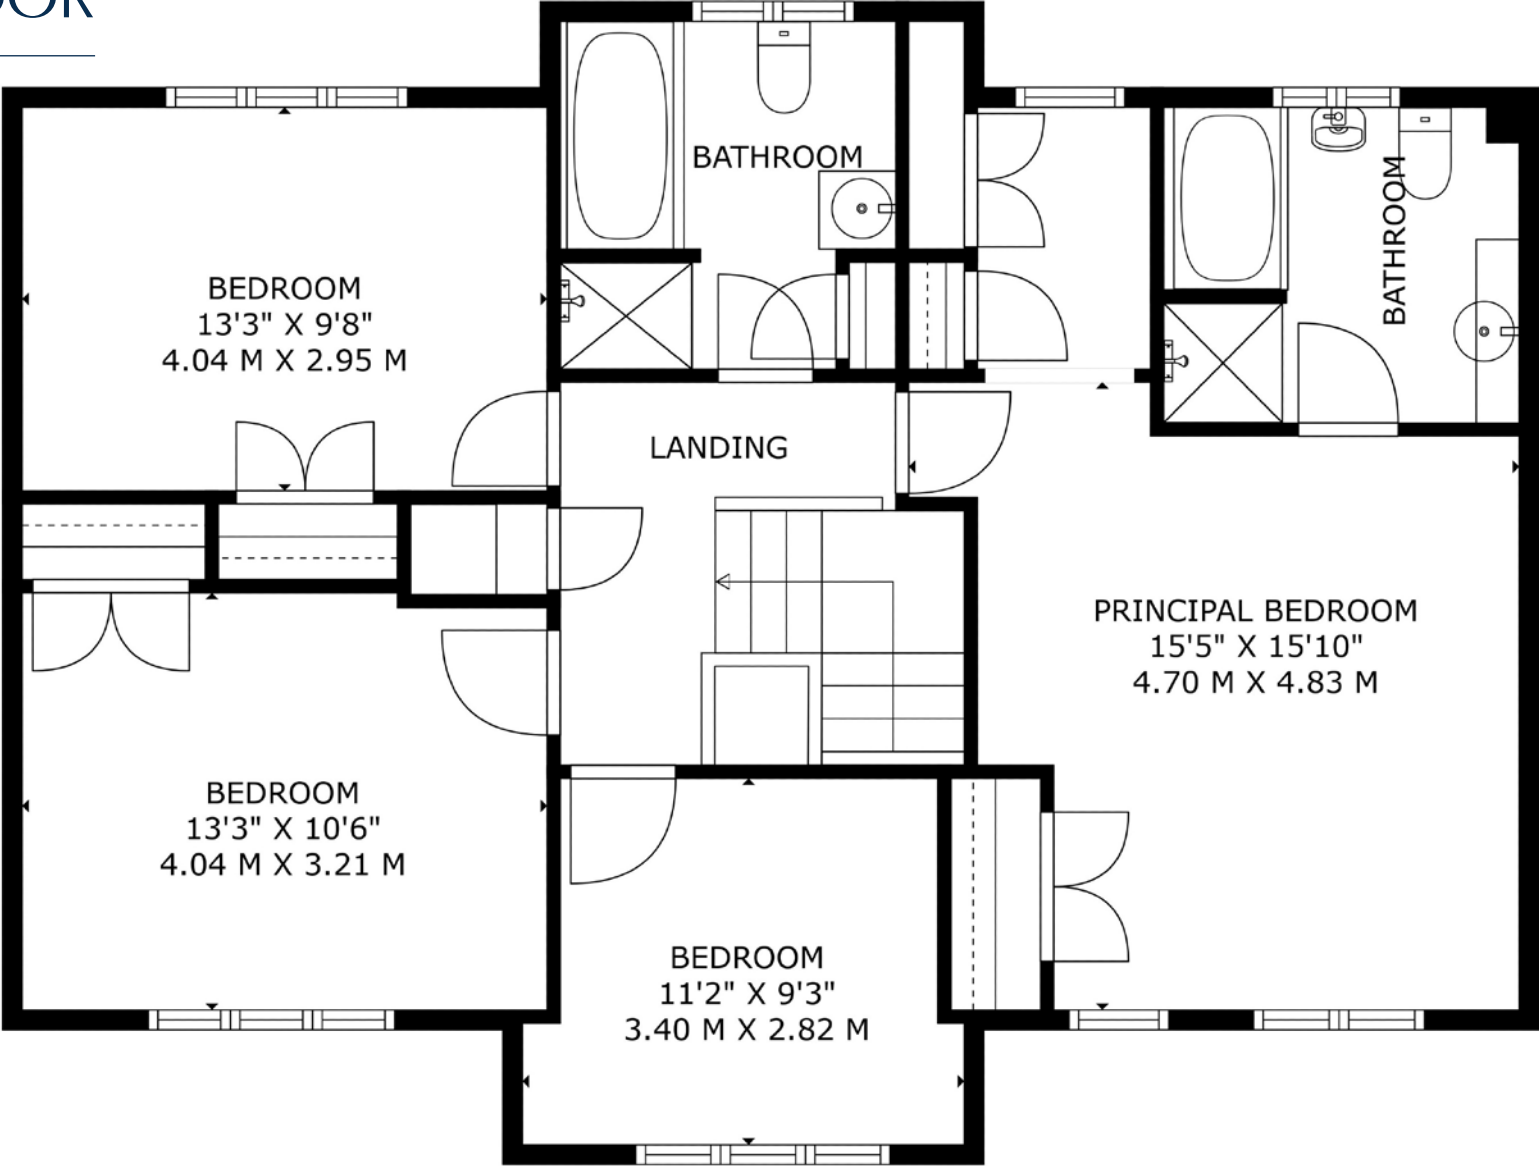 BATHROOM
BATHROOM
BEDROOM
13'3" X 9'8"
4.04 M X 2.95 M
LANDING
PRINCIPAL BEDROOM
15'5" X 15'10"
4.70 M X 4.83 M
BEDROOM
13'3" X 10'6"
4.04 M X 3.21 M
BEDROOM
11'2" X 9'3"
3.40 M X 2.82 M